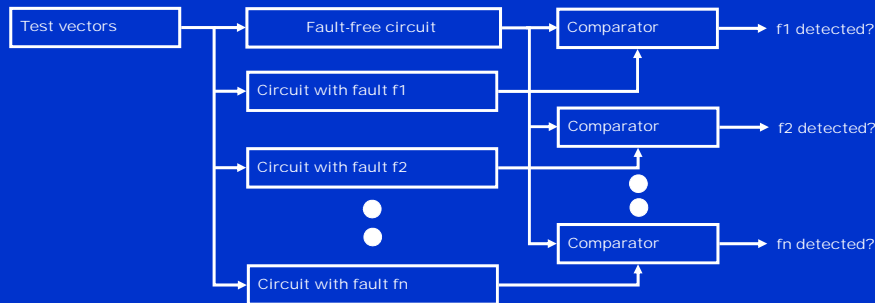 Test vectors
Fault-free circuit
Comparator
f1 detected?
Circuit with fault f1
Comparator
f2 detected?
Circuit with fault f2
Comparator
fn detected?
Circuit with fault fn